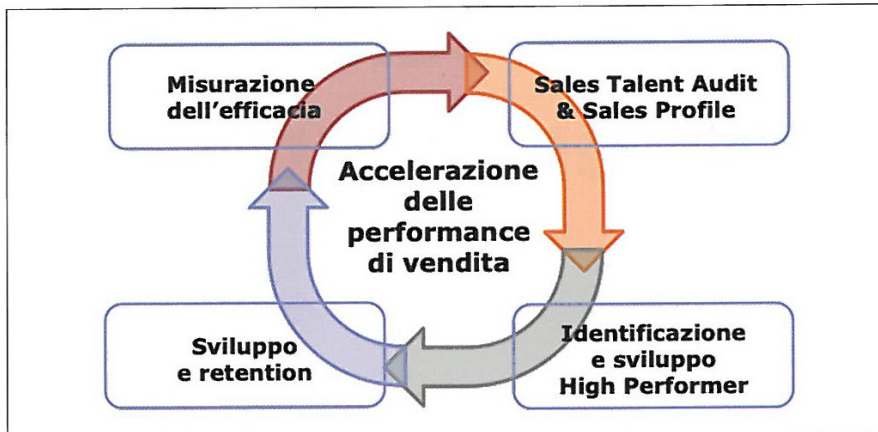 Misurazione
dell'efficacia
Sales Talent Audit
& Sales Profile
Accelerazione
delle
performance
di vendita
Sviluppo
e retention
Identificazione
e sviluppo
High Performer